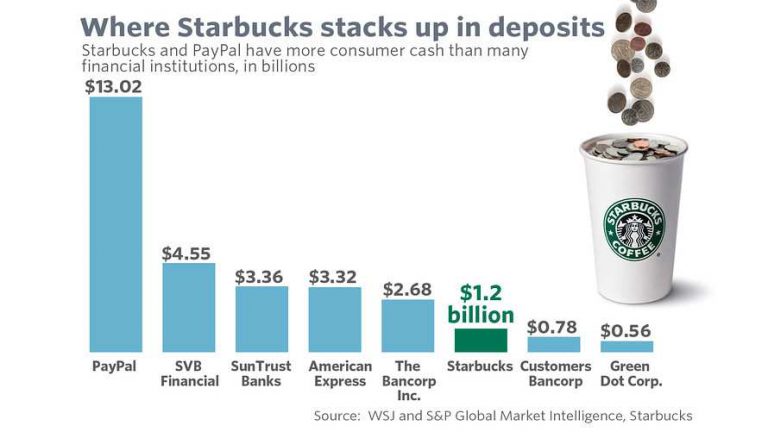 Where Starbucks stacks up in deposits
Starbucks and PayPal have more consumer cash than many
financial institutions, in billions
$13.02
$4.55
$3.36
$3.32
$2.68
$1.2
billion
$0.78
$0.56
PayPal
SVB
Financial
SunTrust
Banks
American
Express
The
Bancorp
Inc.
Starbucks
Customers
Bancorp
Green
Dot Corp.
STARBUCKS
COFFEE
Source: WSJ and S&P Global Market Intelligence, Starbucks